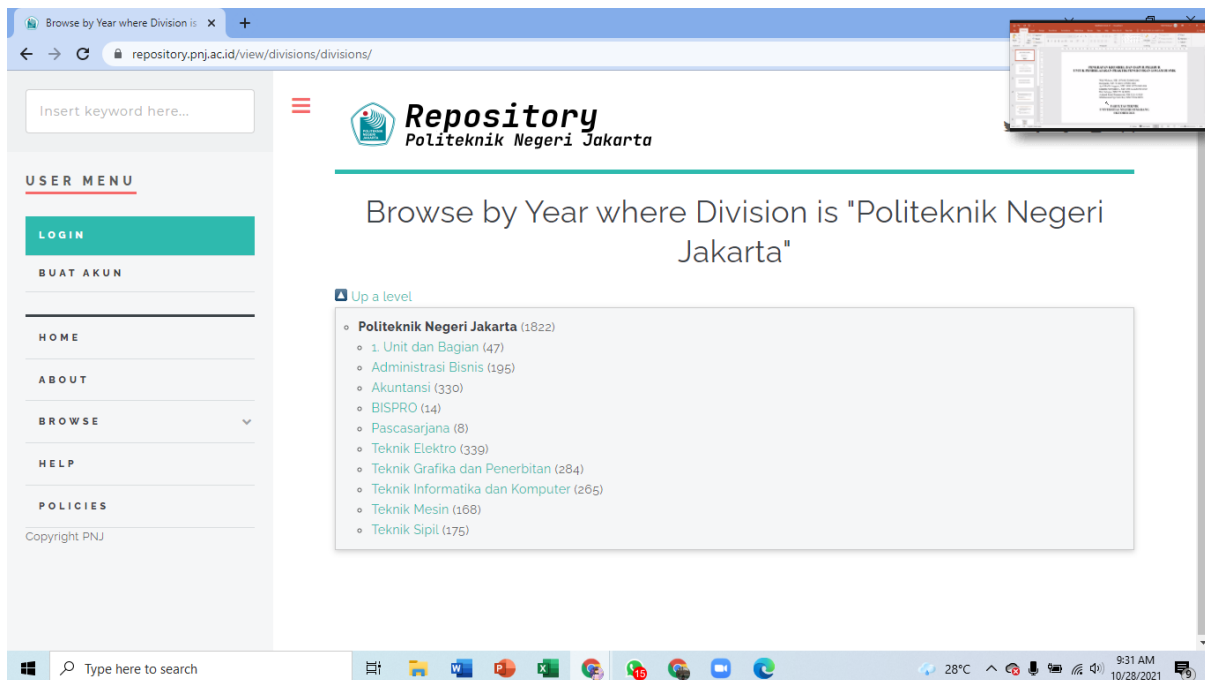 Browse by Year where Division is
repository.pnj.ac.id/view/divisions/divisions/
Insert keyword here...
USER MENU
LOGIN
BUAT AKUN
HOME
ABOUT
BROWSE
HELP
POLICIES
Copyright PNJ
Repository
Politeknik Negeri Jakarta
Browse by Year where Division is "Politeknik Negeri
Jakarta"
Up a level
Politeknik Negeri Jakarta (1822)
1. Unit dan Bagian (47)
Administrasi Bisnis (195)
Akuntansi (330)
BISPRO (14)
Pascasarjana (8)
Teknik Elektro (339)
Teknik Grafika dan Penerbitan (284)
Teknik Informatika dan Komputer (265)
Teknik Mesin (168)
Teknik Sipil (175)
Type here to search
15
28°C
9:31 AM
10/28/2021
9